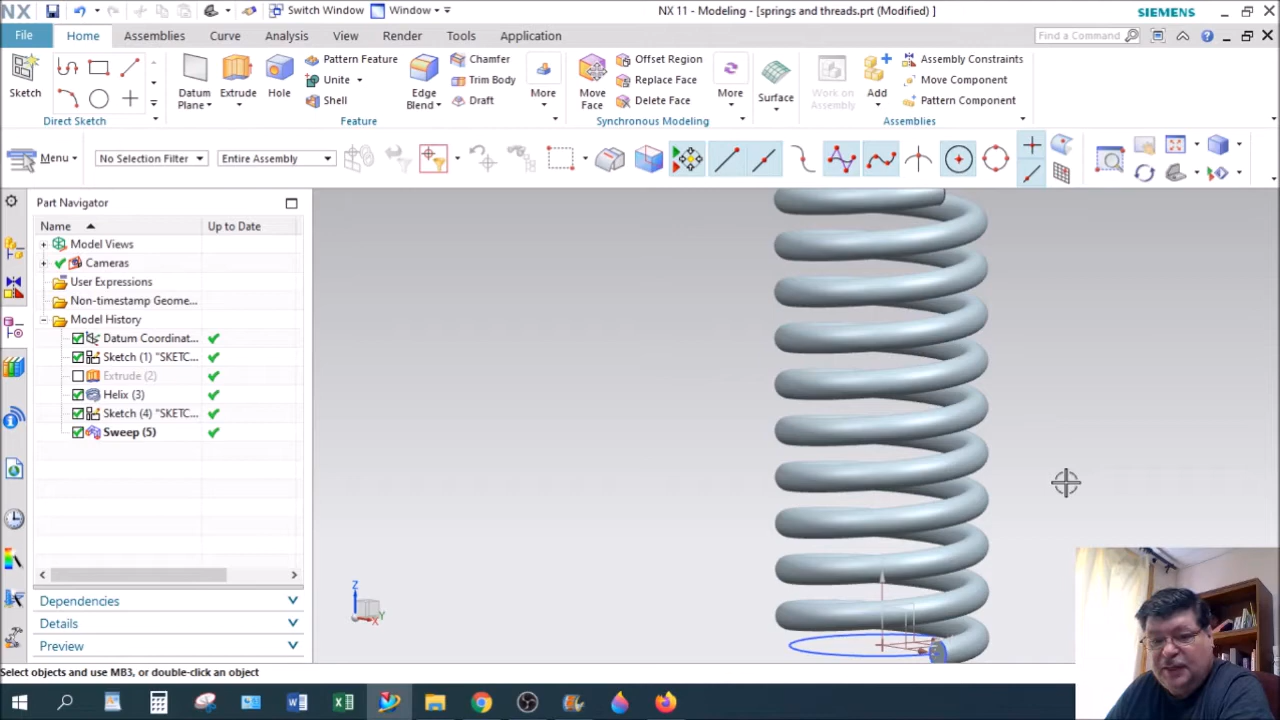 NX
Switch Window
Window
NX 11 - Modeling - [springs and threads.prt (Modified) ]
SIEMENS
File
Home
Assemblies
Curve
Analysis
View
Render
Tools
Application
Find a Command
Sketch
Direct Sketch
Datum Plane
Extrude
Hole
Pattern Feature
Unite
Shell
Edge Blend
Chamfer
Trim Body
Draft
More
Feature
Move Face
Offset Region
Replace Face
Delete Face
More
Synchronous Modeling
Surface
Work on Assembly
Add
Assembly Constraints
Move Component
Pattern Component
Assemblies
Menu
No Selection Filter
Entire Assembly
Part Navigator
Name
Up to Date
Model Views
Cameras
User Expressions
Non-timestamp Geome...
Model History
Datum Coordinat...
Sketch (1) "SKETC...
Extrude (2)
Helix (3)
Sketch (4) "SKETC...
Sweep (5)
Dependencies
Details
Preview
Z
Y
X
Select objects and use MB3, or double-click an object